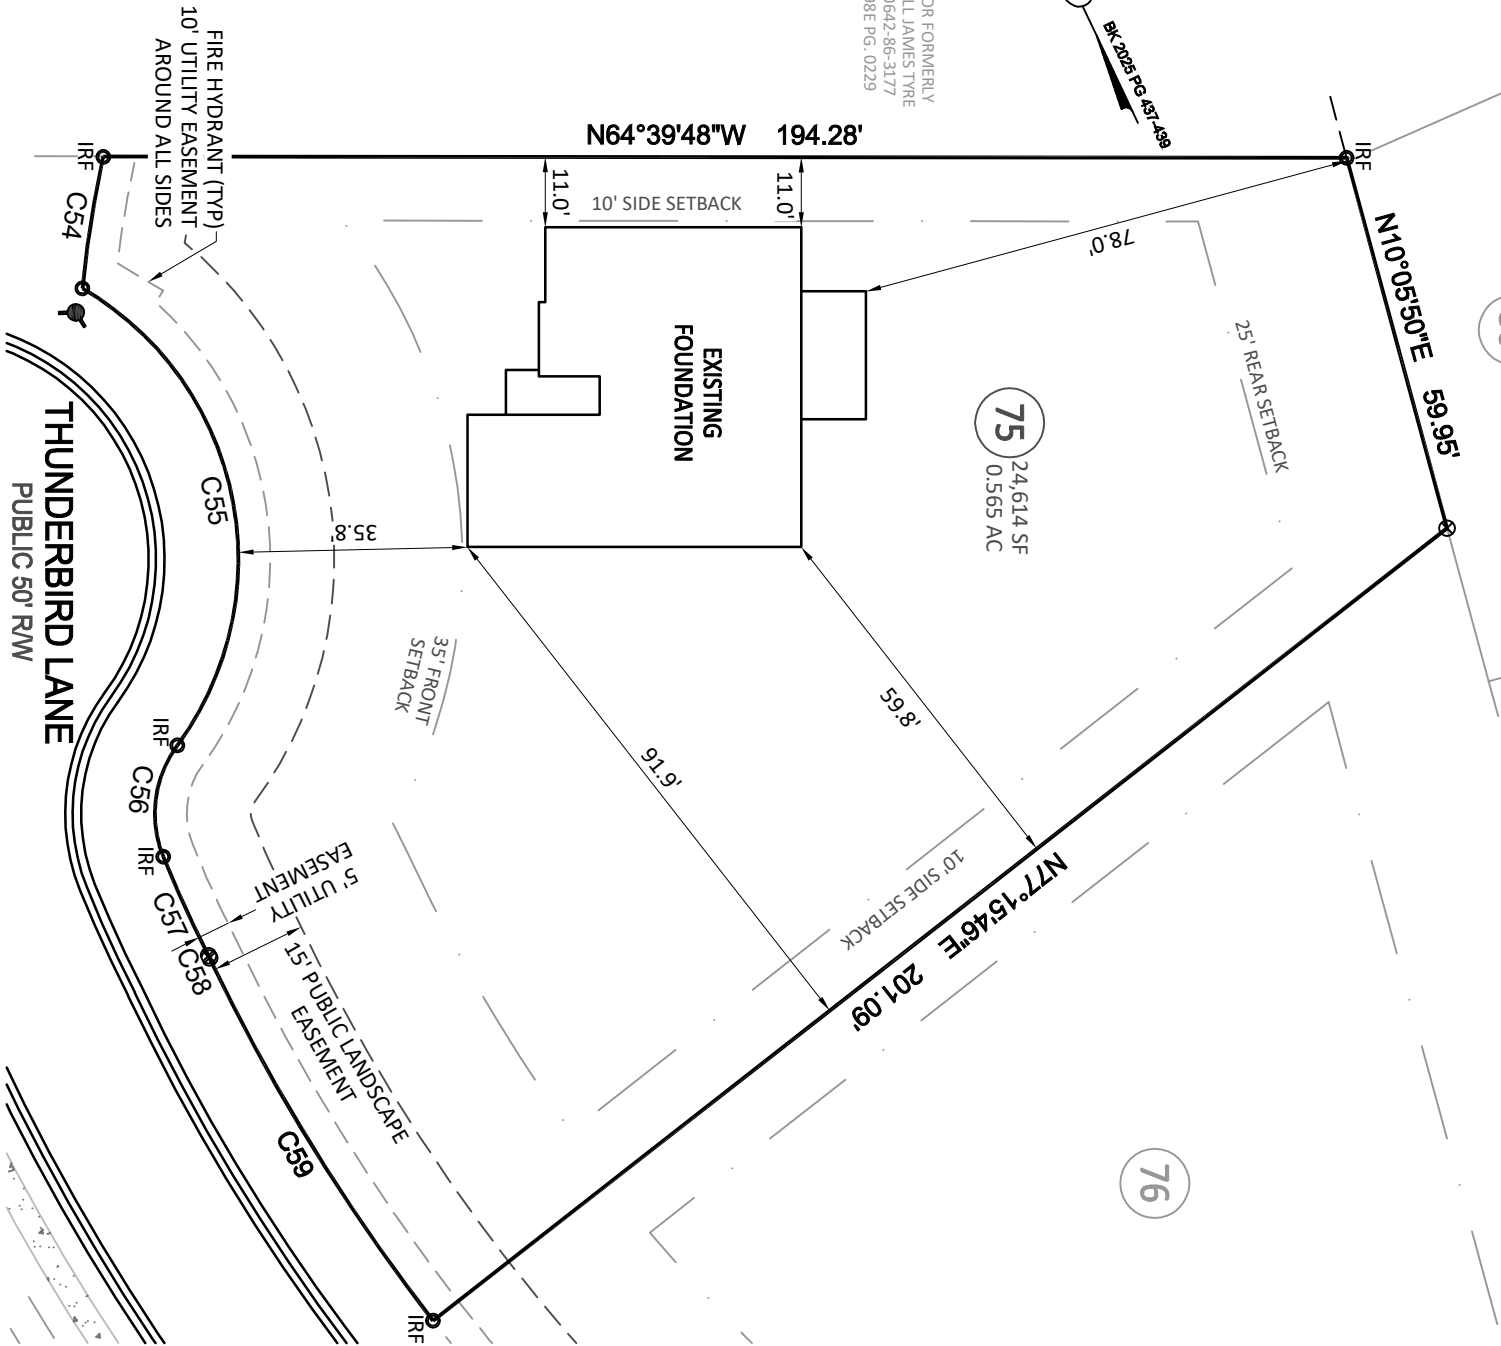 OR FORMERLY
LL JAMES TYRE
0642-86-3177
98E PG. 0229
BK 2025 PG 437-439
FIRE HYDRANT (TYP)
10' UTILITY EASEMENT
AROUND ALL SIDES
N64°39'48"W 194.28'
IRF
IRF
C54
11.0'
11.0'
10' SIDE SETBACK
78.0'
N10°05'50"E 59.95'
25' REAR SETBACK
EXISTING
FOUNDATION
75
24,614 SF
0.565 AC
C55
35.8'
THUNDERBIRD LANE
PUBLIC 50' R/W
35' FRONT
SETBACK
59.8'
91.9'
IRF
C56
IRF
C57
C58
5' UTILITY
EASEMENT
10' SIDE SETBACK
N77°15'46"E 201.09'
15' PUBLIC LANDSCAPE
EASEMENT
C59
76
IRF